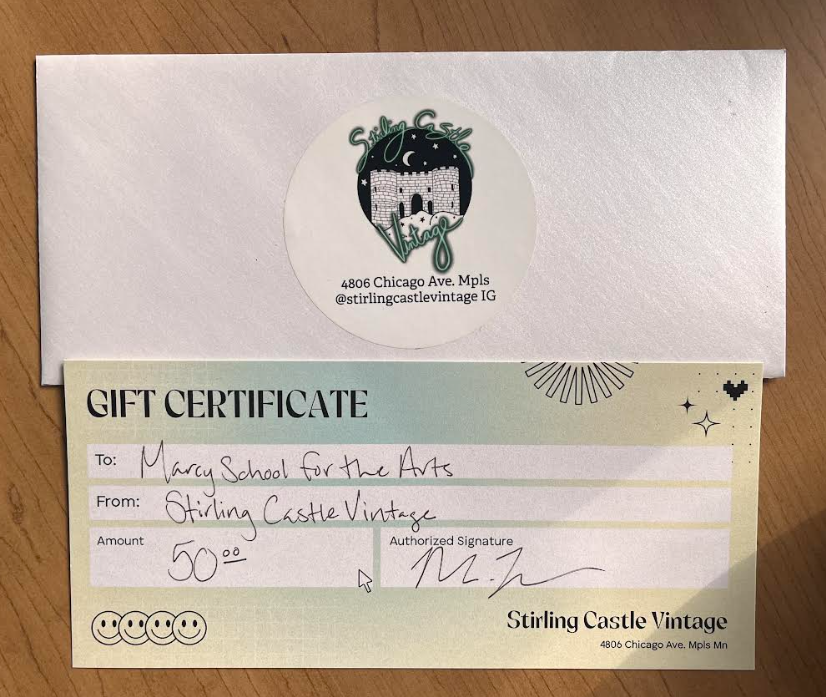 Stirling Castle
Vintage
4806 Chicago Ave. Mpls
@stirlingcastlevintage IG
GIFT CERTIFICATE
To: Marcy School for the Arts
From: Stirling Castle Vintage
Amount 50 00
Authorized Signature
Stirling Castle Vintage
4806 Chicago Ave. Mpls Mn